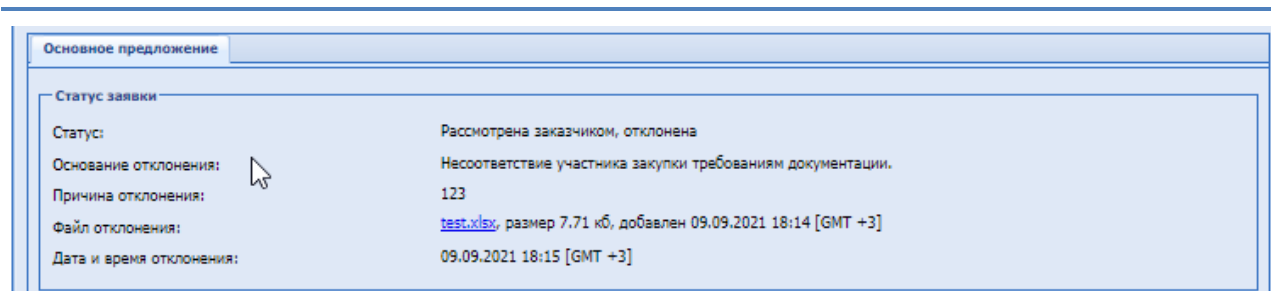 Основное предложение
Статус заявки
Статус: Рассмотрена заказчиком, отклонена
Основание отклонения: Несоответствие участника закупки требованиям документации.
Причина отклонения: 123
Файл отклонения: test.xlsx, размер 7.71 кб, добавлен 09.09.2021 18:14 [GMT +3]
Дата и время отклонения: 09.09.2021 18:15 [GMT +3]